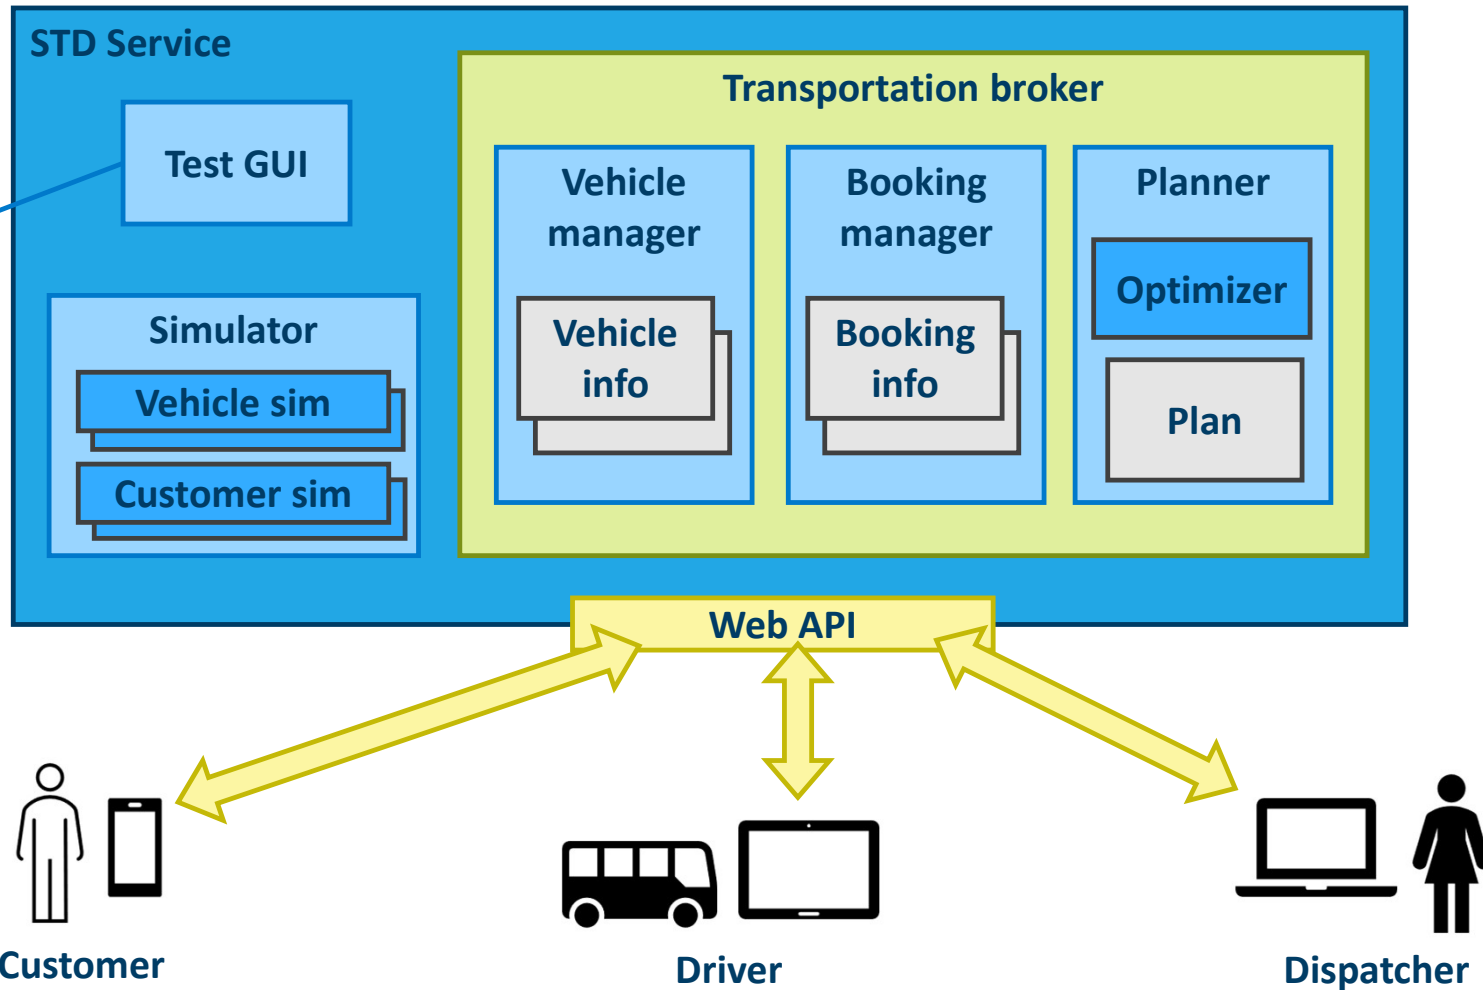 STD Service
Transportation broker
Test GUI
Vehicle
manager
Vehicle
info
Booking
manager
Booking
info
Planner
Optimizer
Plan
Simulator
Vehicle sim
Customer sim
Web API
Customer
Driver
Dispatcher